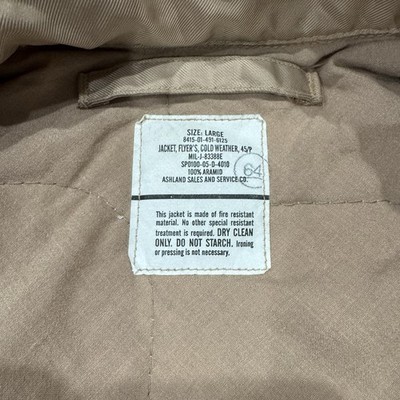 SIZE: LARGE
8415-01-491-6125
JACKET, FLYER'S, COLD WEATHER, 45/P
MIL-J-83388E
SPO100-05-D-4010
100% ARAMID
ASHLAND SALES AND SERVICE CO.
64
This jacket is made of fire resistant
material. No other special resistant
treatment is required. DRY CLEAN
ONLY. DO NOT STARCH. Ironing
or pressing is not necessary.